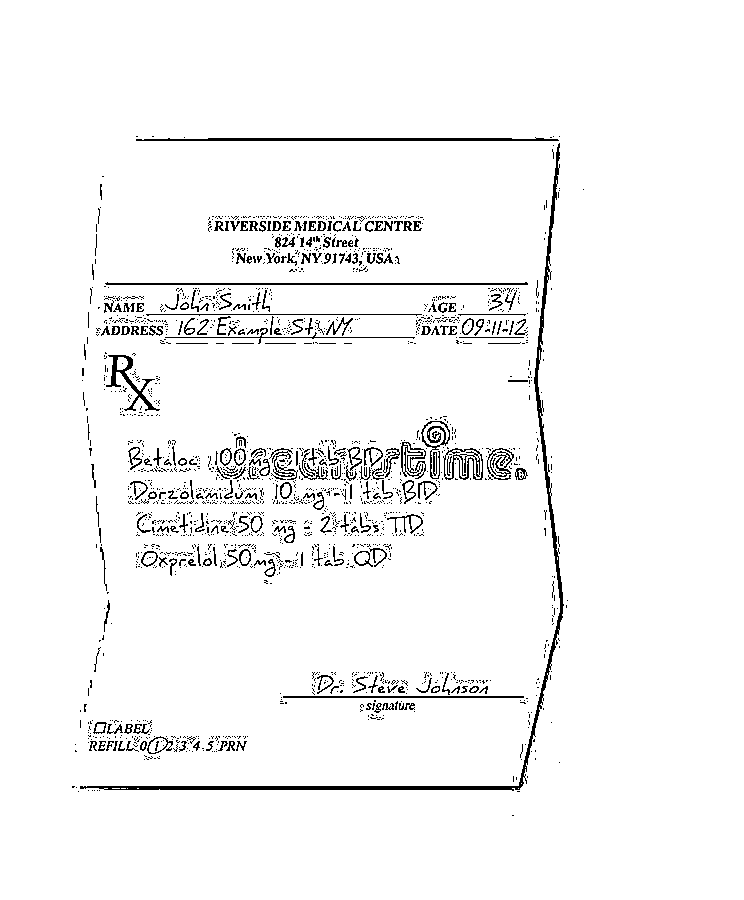 RIVERSIDE MEDICAL CENTRE
824 14th Street
New York, NY 91743, USA
NAME John Smith AGE 34
ADDRESS 162 Example St, NY DATE 09-11-12
Rx
Betaloc 100mg - 1 tab BID
dreamstime.
Dorzolamidum 10 mg - 1 tab BID
Cimetidine 50 mg - 2 tabs TID
Oxprelol 50mg - 1 tab QD
Dr. Steve Johnson
signature
LABEL
REFILL 0 1 2 3 4 5 PRN